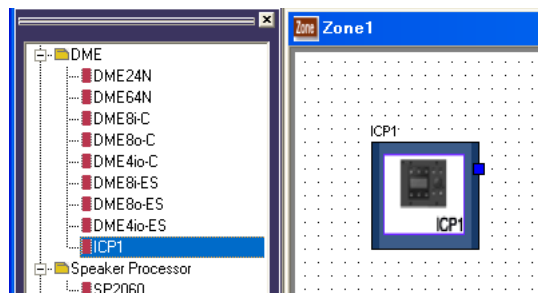 DME
DME24N
DME64N
DME8i-C
DME8o-C
DME4io-C
DME8i-ES
DME8o-ES
DME4io-ES
ICP1
Speaker Processor
SP2060
Zone Zone1
ICP1
ICP1